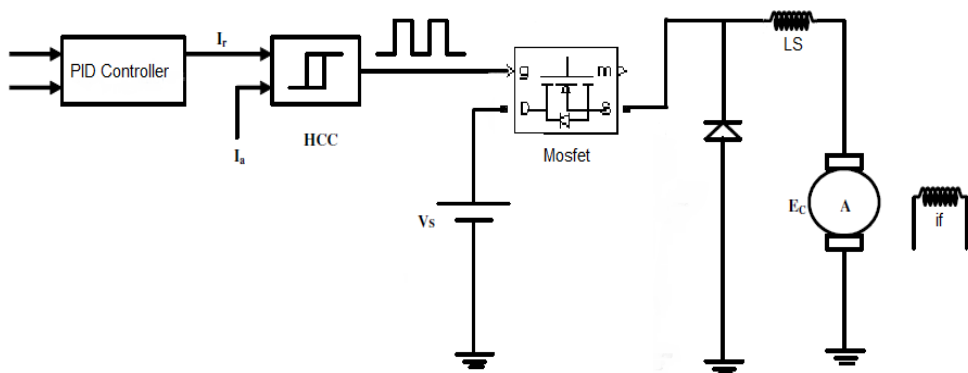 PID Controller
Ir
Ia
HCC
g
m
D
S
Mosfet
Vs
LS
EC
A
if